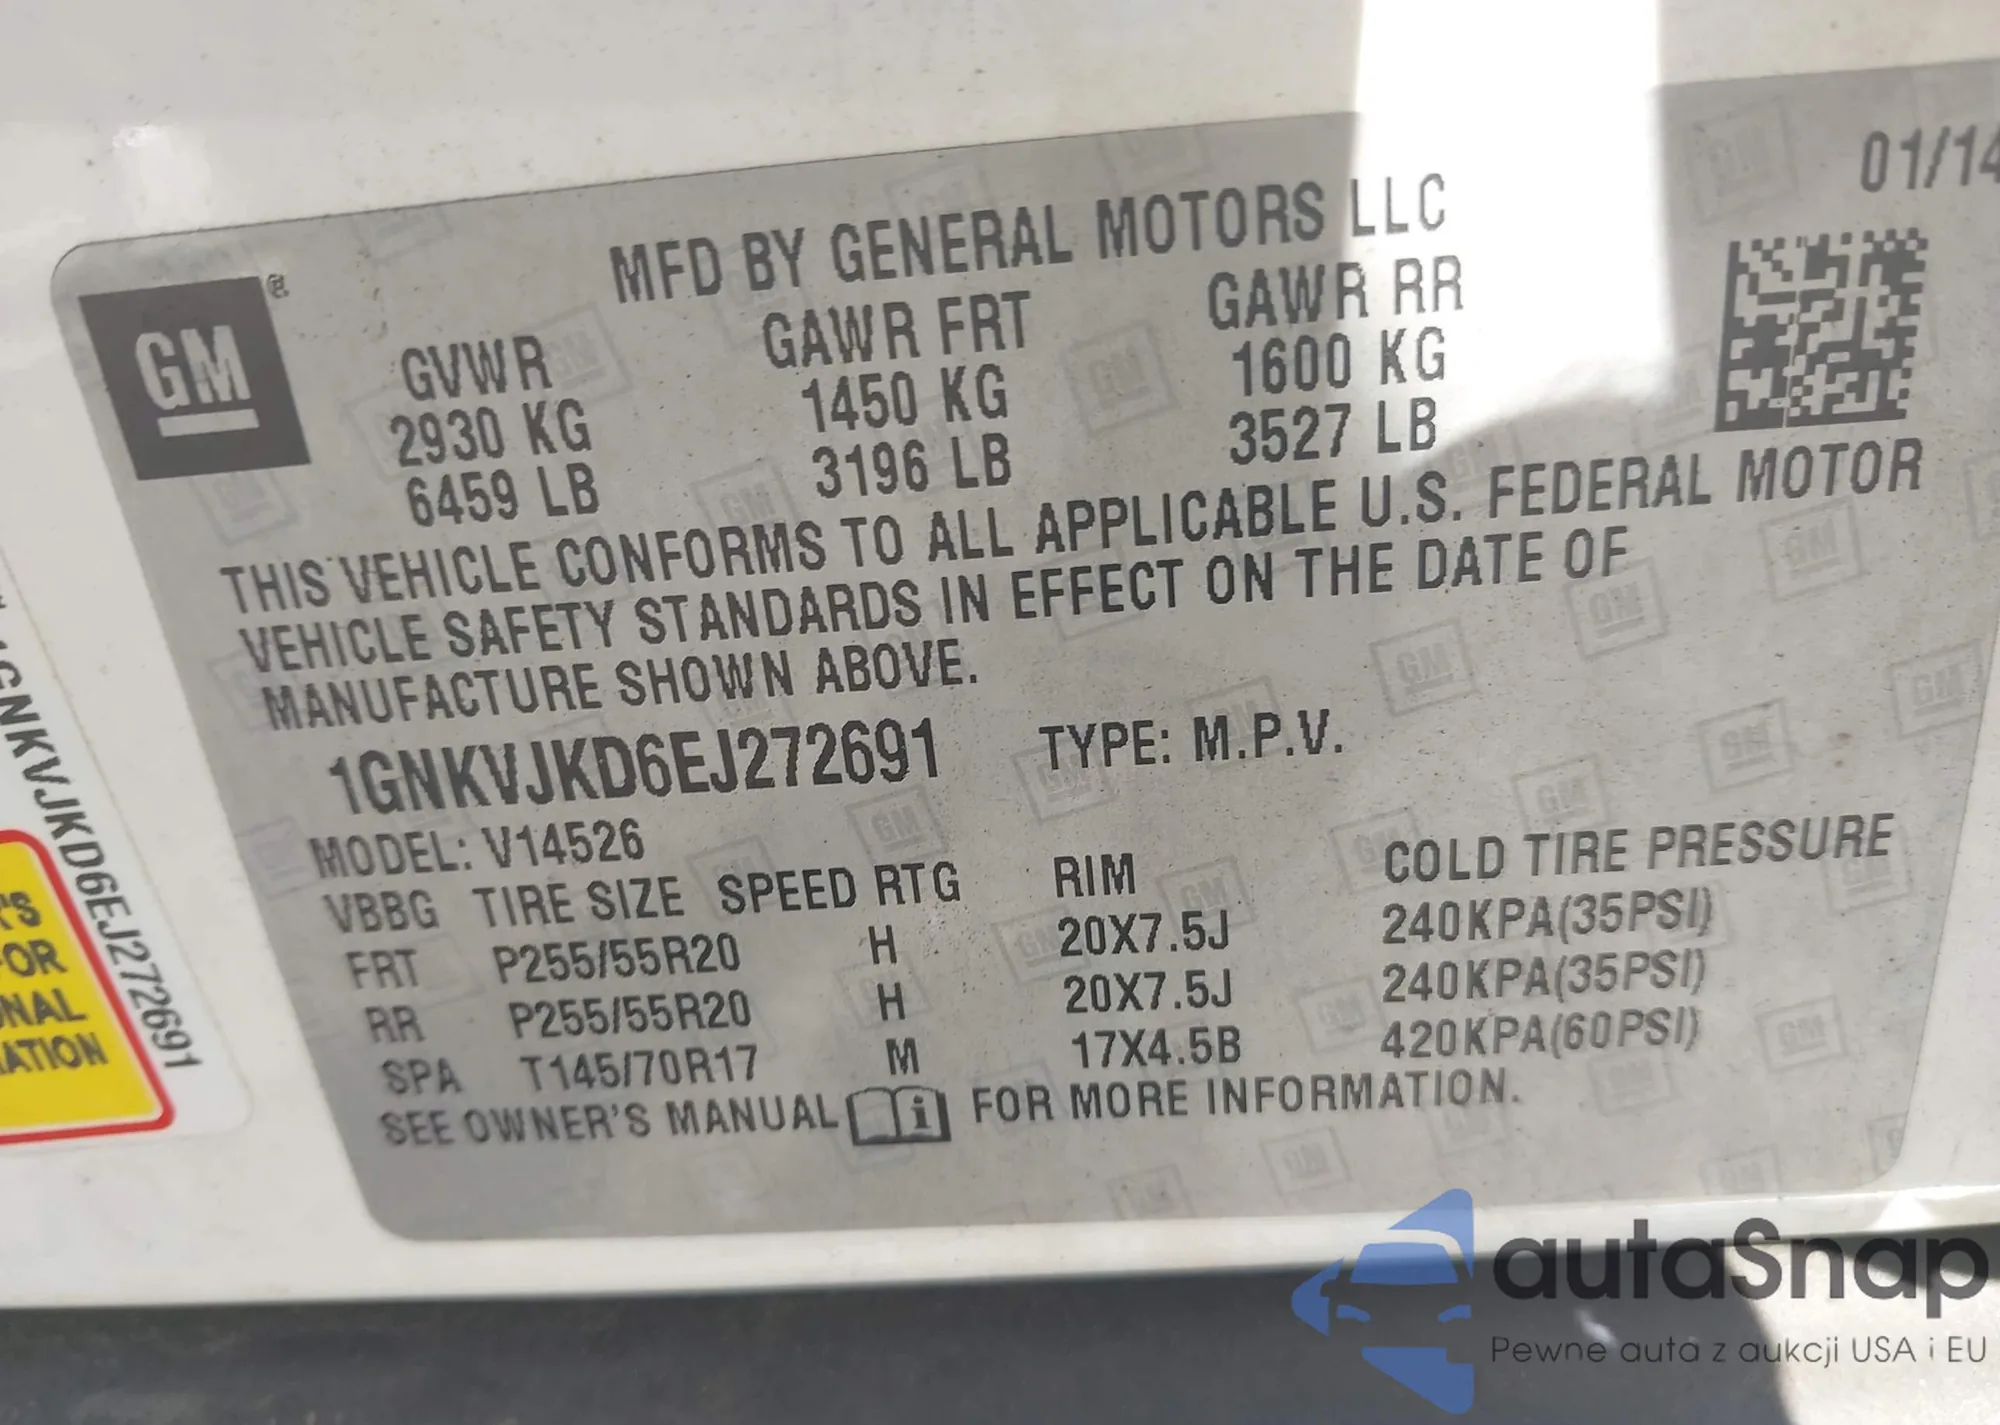 01/14
MFD BY GENERAL MOTORS LLC
GM
GVWR GAWR FRT GAWR RR
2930 KG 1450 KG 1600 KG
6459 LB 3196 LB 3527 LB
THIS VEHICLE CONFORMS TO ALL APPLICABLE U.S. FEDERAL MOTOR
VEHICLE SAFETY STANDARDS IN EFFECT ON THE DATE OF
MANUFACTURE SHOWN ABOVE.
1GNKVJKD6EJ272691 TYPE: M.P.V.
MODEL: V14526
VBBG TIRE SIZE SPEED RTG RIM COLD TIRE PRESSURE
FRT P255/55R20 H 20X7.5J 240KPA(35PSI)
RR P255/55R20 H 20X7.5J 240KPA(35PSI)
SPA T145/70R17 M 17X4.5B 420KPA(60PSI)
SEE OWNER'S MANUAL i FOR MORE INFORMATION.
1GNKVJKD6EJ272691
autaSnap
Pewne auta z aukcji USA i EU